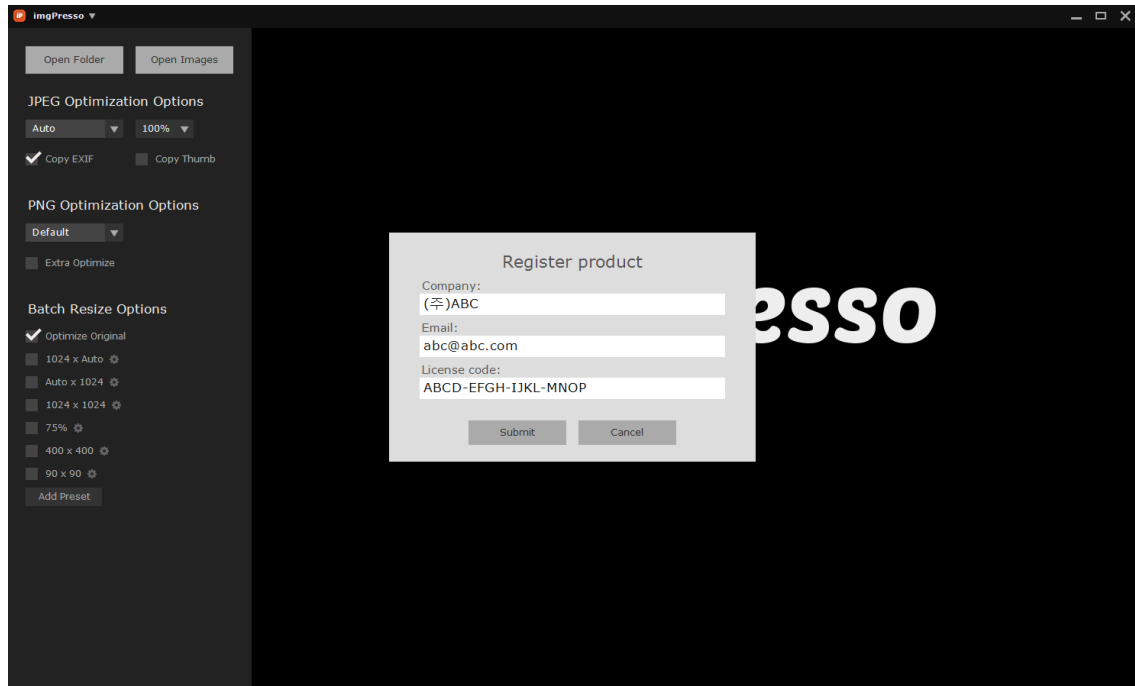 imgPresso ▼
Open Folder
Open Images
JPEG Optimization Options
Auto ▼
100% ▼
Copy EXIF
Copy Thumb
PNG Optimization Options
Default ▼
Extra Optimize
Batch Resize Options
Optimize Original
1024 x Auto
Auto x 1024
1024 x 1024
75%
400 x 400
90 x 90
Add Preset
esso
Register product
Company:
(주)ABC
Email:
abc@abc.com
License code:
ABCD-EFGH-IJKL-MNOP
Submit
Cancel